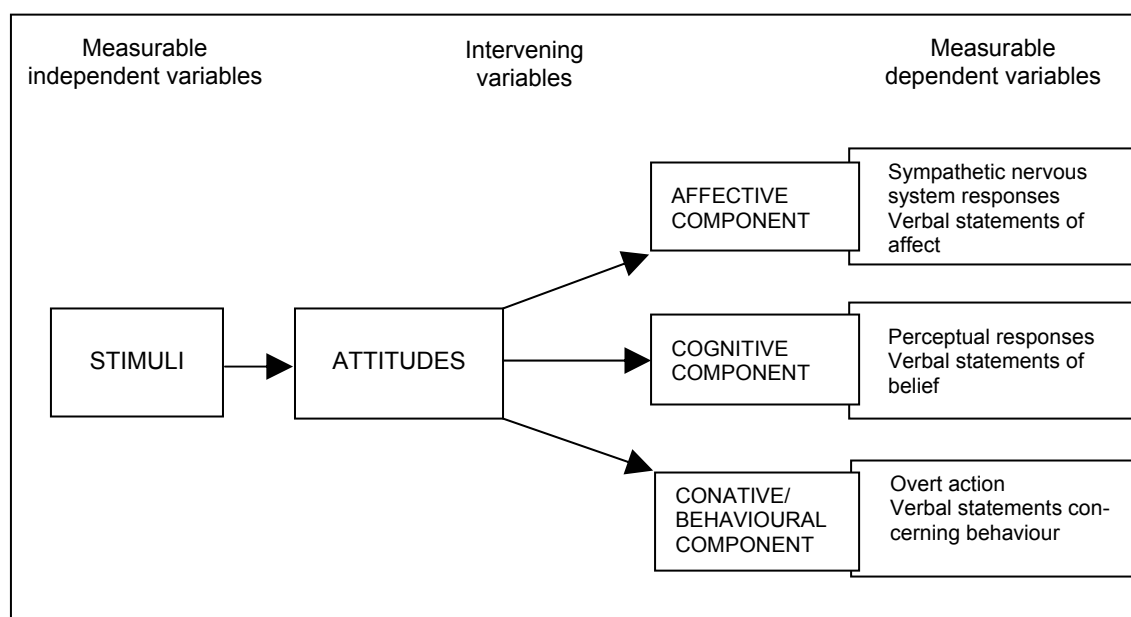 Measurable
independent variables
Intervening
variables
Measurable
dependent variables
AFFECTIVE
COMPONENT
Sympathetic nervous
system responses
Verbal statements of
affect
STIMULI
ATTITUDES
COGNITIVE
COMPONENT
Perceptual responses
Verbal statements of
belief
CONATIVE/
BEHAVIOURAL
COMPONENT
Overt action
Verbal statements con-
cerning behaviour